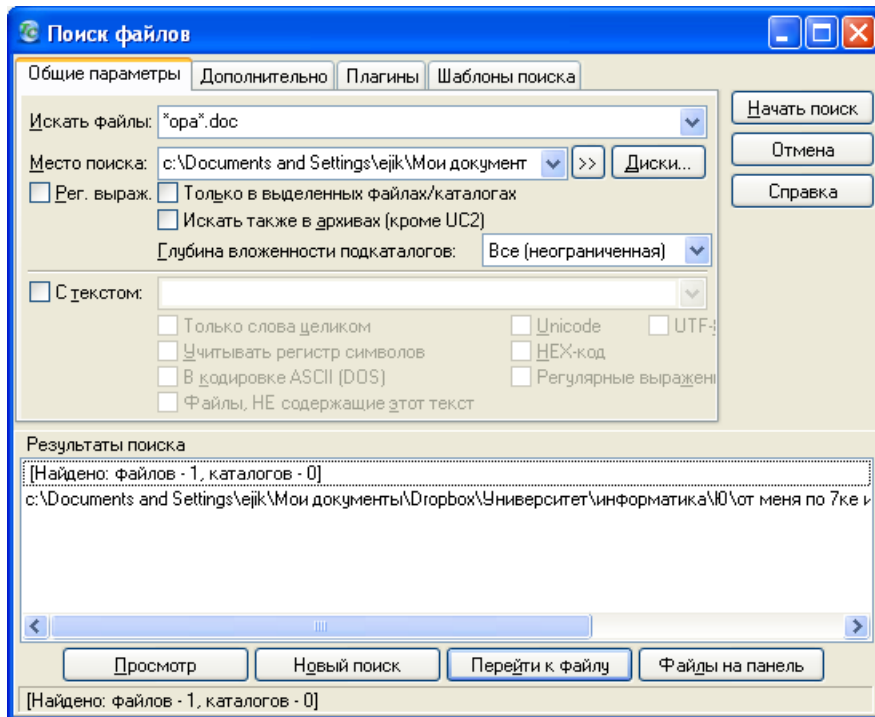 Поиск файлов
Общие параметры Дополнительно Плагины Шаблоны поиска
Искать файлы: *ора*.doc
Начать поиск
Место поиска: c:\Documents and Settings\ejik\Мои документ >> Диски...
Отмена
Рег. выраж. Только в выделенных файлах/каталогах
Справка
Искать также в архивах (кроме UC2)
Глубина вложенности подкаталогов: Все (неограниченная)
С текстом:
Только слова целиком Unicode UTF-8
Учитывать регистр символов HEX-код
В кодировке ASCII (DOS) Регулярные выражени
Файлы, НЕ содержащие этот текст
Результаты поиска
[Найдено: файлов - 1, каталогов - 0]
c:\Documents and Settings\ejik\Мои документы\Dropbox\Университет\информатика\Ю\от меня по 7ке и
Просмотр Новый поиск Перейти к файлу Файлы на панель
[Найдено: файлов - 1, каталогов - 0]